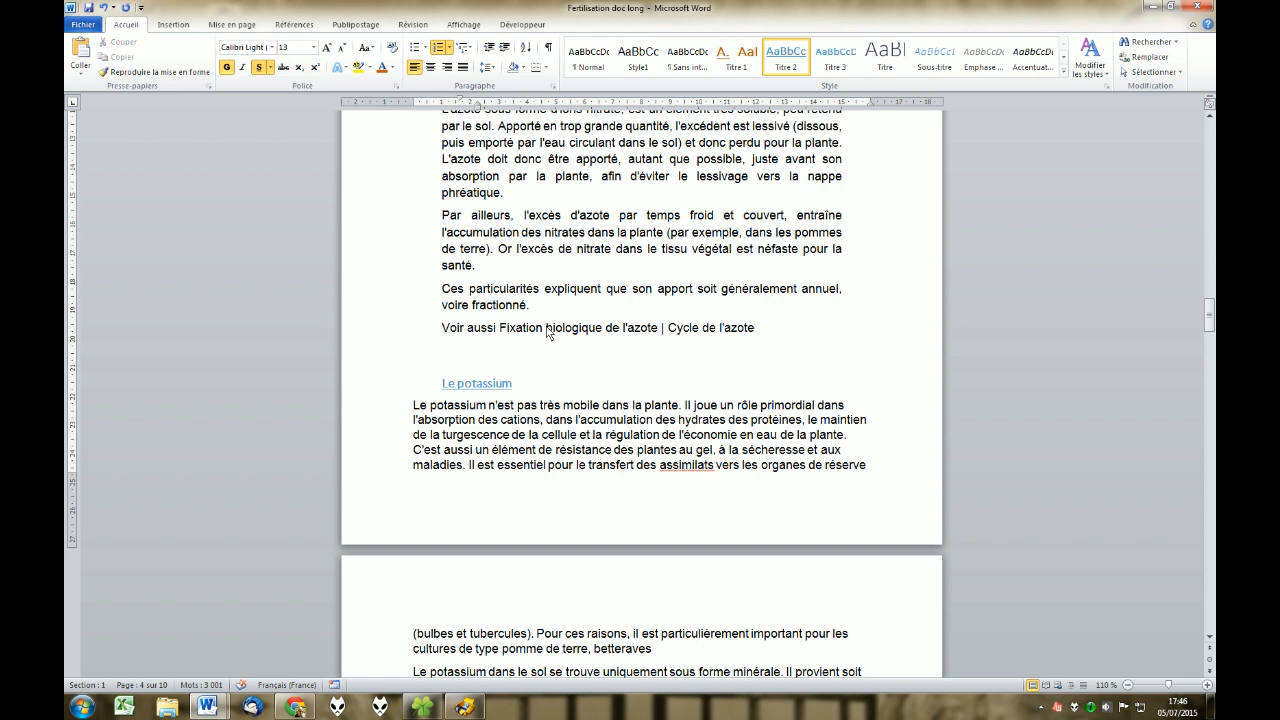 Fertilisation doc long - Microsoft Word
Fichier Accueil Insertion Mise en page Références Publipostage Révision Affichage Développeur
Coller
Couper
Copier
Reproduire la mise en forme
Presse-papiers
Calibri Light ( 13
Police
Paragraphe
AaBbCcDc AaBbCc AaBbCcDc A. AaI AaBbCc AaBbCcC AaBI AaBbCcI AaBbCcDc AaBbCcDc
¶ Normal Style1 ¶ Sans int... Titre 1 Titre 2 Titre 3 Titre Sous-titre Emphase ... Accentuat...
Style
Modifier
les styles
Rechercher
Remplacer
Sélectionner
Modification
par le sol. Apporté en trop grande quantité, l'excédent est lessivé (dissous,
puis emporté par l'eau circulant dans le sol) et donc perdu pour la plante.
L'azote doit donc être apporté, autant que possible, juste avant son
absorption par la plante, afin d'éviter le lessivage vers la nappe
phréatique.
Par ailleurs, l'excès d'azote par temps froid et couvert, entraîne
l'accumulation des nitrates dans la plante (par exemple, dans les pommes
de terre). Or l'excès de nitrate dans le tissu végétal est néfaste pour la
santé.
Ces particularités expliquent que son apport soit généralement annuel,
voire fractionné.
Voir aussi Fixation biologique de l'azote | Cycle de l'azote
Le potassium
Le potassium n'est pas très mobile dans la plante. Il joue un rôle primordial dans
l'absorption des cations, dans l'accumulation des hydrates des protéines, le maintien
de la turgescence de la cellule et la régulation de l'économie en eau de la plante.
C'est aussi un élément de résistance des plantes au gel, à la sécheresse et aux
maladies. Il est essentiel pour le transfert des assimilats vers les organes de réserve
(bulbes et tubercules). Pour ces raisons, il est particulièrement important pour les
cultures de type pomme de terre, betteraves
Le potassium dans le sol se trouve uniquement sous forme minérale. Il provient soit
Section : 1 Page : 4 sur 10 Mots : 3 001 Français (France) 110 %
17:46
05/07/2015